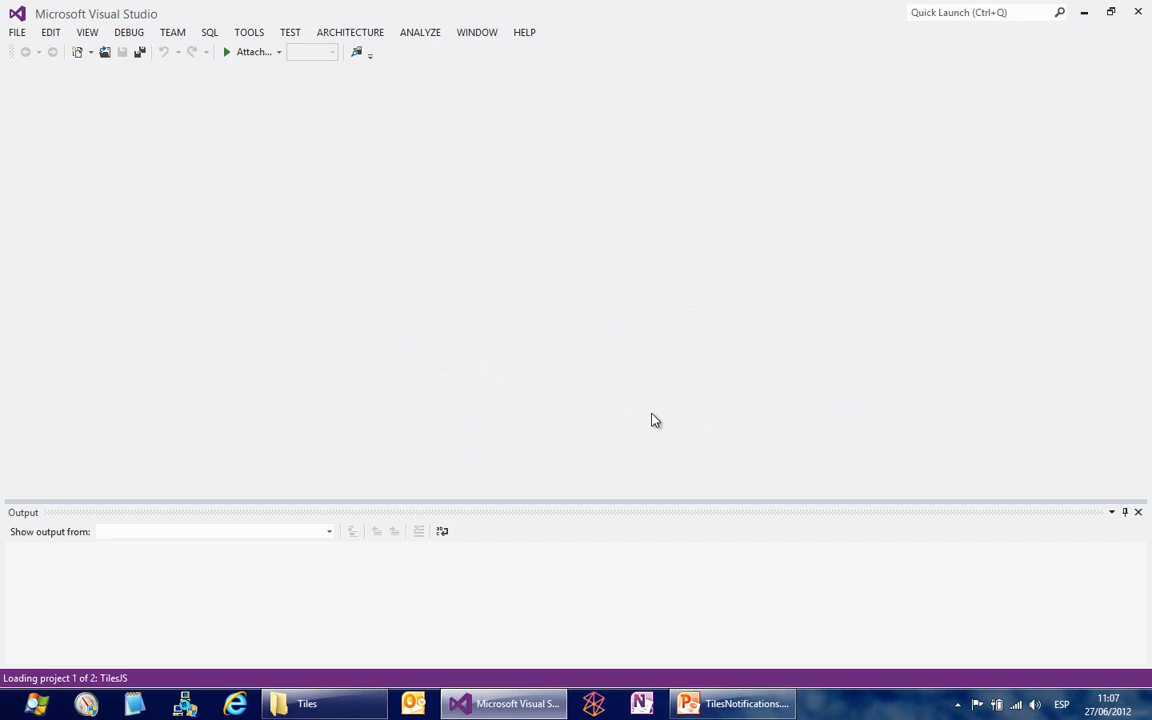 Microsoft Visual Studio
Quick Launch (Ctrl+Q)
FILE EDIT VIEW DEBUG TEAM SQL TOOLS TEST ARCHITECTURE ANALYZE WINDOW HELP
Attach...
Output
Show output from:
Loading project 1 of 2: TilesJS
Tiles
Microsoft Visual S...
TilesNotifications....
ESP
11:07
27/06/2012